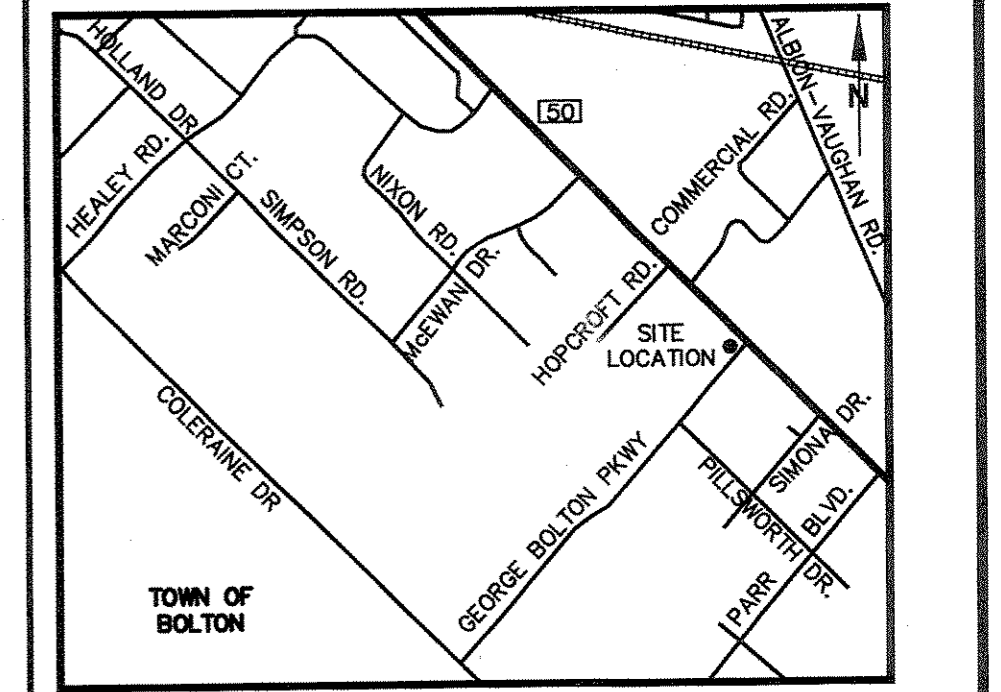 HOLLAND DR
HEALEY RD.
MARCONI CT.
SIMPSON RD.
NIXON RD.
McEWAN DR.
50
COMMERCIAL RD.
ALBION-VAUGHAN RD.
N
HOPCROFT RD.
SITE
LOCATION
COLERAINE DR
GEORGE BOLTON PKWY
PILLSWORTH DR.
SIMONA DR.
PARR BLVD.
TOWN OF
BOLTON